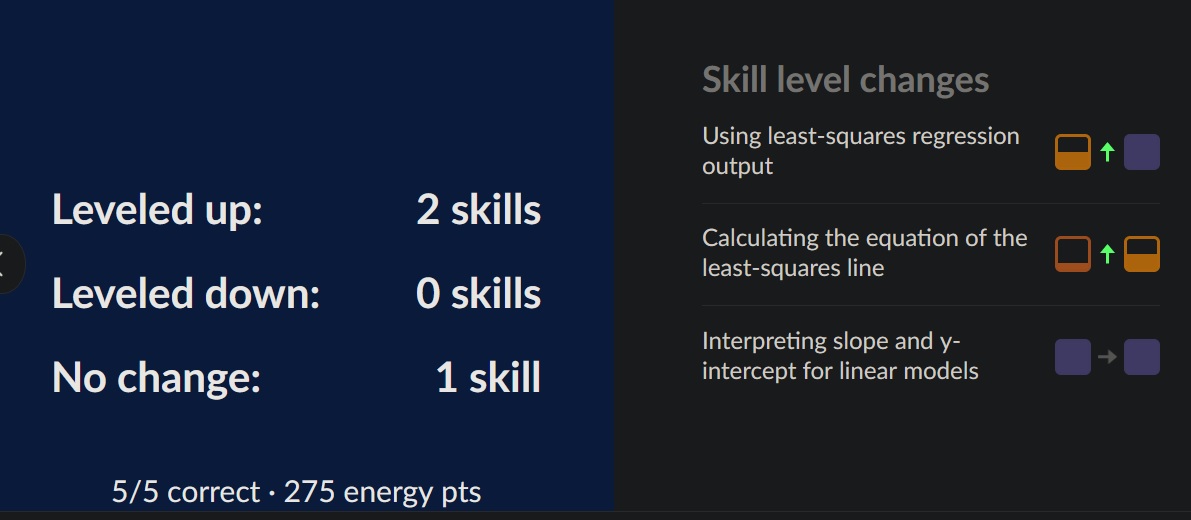 Leveled up: 2 skills
Leveled down: 0 skills
No change: 1 skill
5/5 correct · 275 energy pts
Skill level changes
Using least-squares regression
output
Calculating the equation of the
least-squares line
Interpreting slope and y-
intercept for linear models